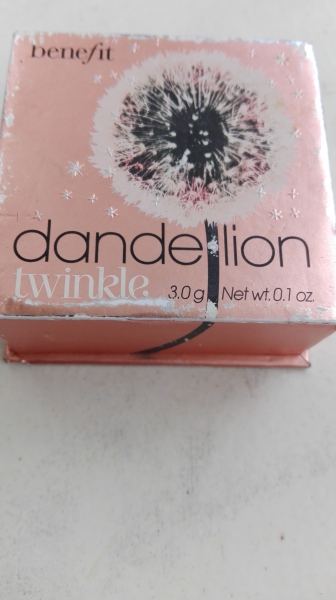 benefit
dandelion
twinkle 3.0 g Net wt. 0.1 oz.